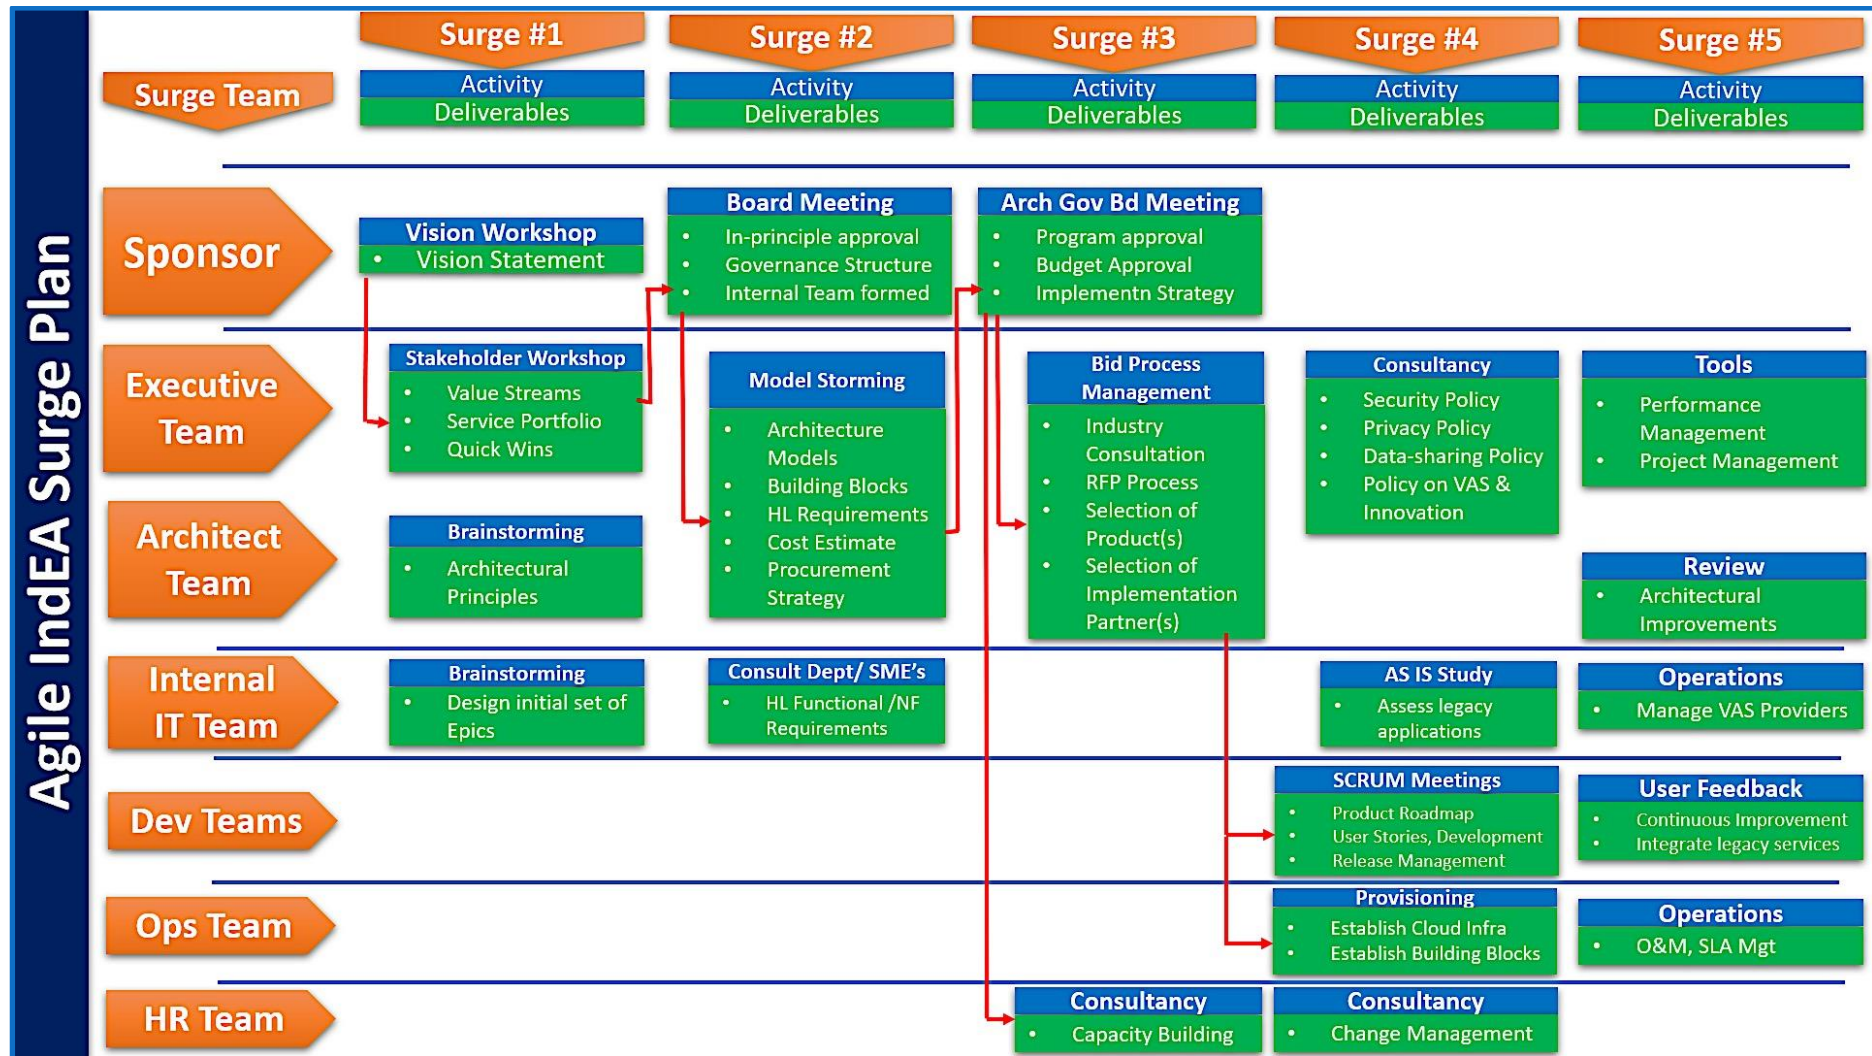 Agile IndEA Surge Plan
Surge #1
Surge #2
Surge #3
Surge #4
Surge #5
Surge Team
Activity
Deliverables
Activity
Deliverables
Activity
Deliverables
Activity
Deliverables
Activity
Deliverables
Sponsor
Vision Workshop
• Vision Statement
Board Meeting
• In-principle approval
• Governance Structure
• Internal Team formed
Arch Gov Bd Meeting
• Program approval
• Budget Approval
• Implementn Strategy
Executive
Team
Stakeholder Workshop
• Value Streams
• Service Portfolio
• Quick Wins
Model Storming
• Architecture
Models
• Building Blocks
• HL Requirements
• Cost Estimate
• Procurement
Strategy
Bid Process
Management
• Industry
Consultation
• RFP Process
• Selection of
Product(s)
• Selection of
Implementation
Partner(s)
Consultancy
• Security Policy
• Privacy Policy
• Data-sharing Policy
• Policy on VAS &
Innovation
Tools
• Performance
Management
• Project Management
Architect
Team
Brainstorming
• Architectural
Principles
Review
• Architectural
Improvements
Internal
IT Team
Brainstorming
• Design initial set of
Epics
Consult Dept/ SME's
• HL Functional /NF
Requirements
AS IS Study
• Assess legacy
applications
Operations
• Manage VAS Providers
Dev Teams
SCRUM Meetings
• Product Roadmap
• User Stories, Development
• Release Management
User Feedback
• Continuous Improvement
• Integrate legacy services
Ops Team
Provisioning
• Establish Cloud Infra
• Establish Building Blocks
Operations
• O&M, SLA Mgt
HR Team
Consultancy
• Capacity Building
Consultancy
• Change Management